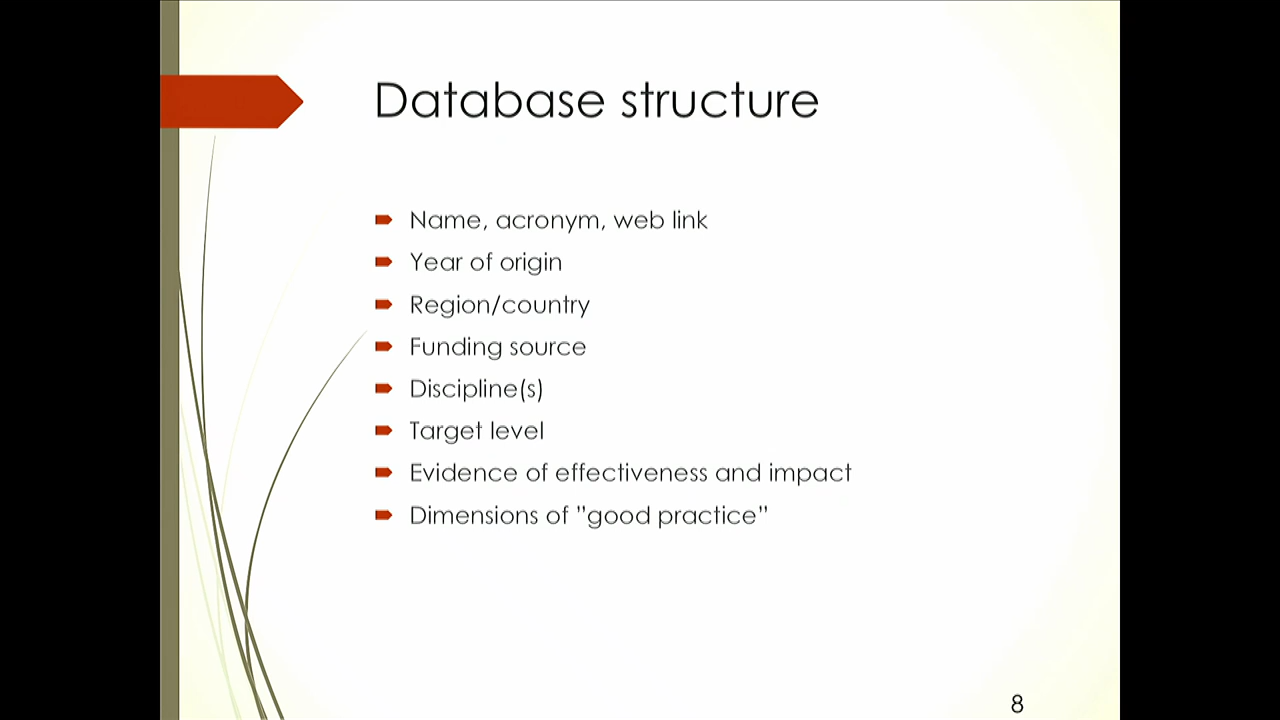 Database structure
Name, acronym, web link
Year of origin
Region/country
Funding source
Discipline(s)
Target level
Evidence of effectiveness and impact
Dimensions of ”good practice”
8